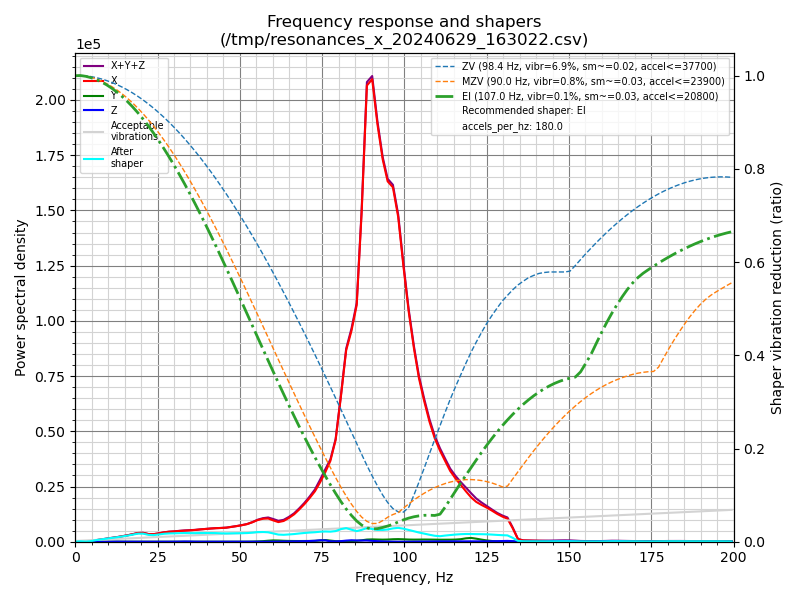 Frequency response and shapers
(/tmp/resonances_x_20240629_163022.csv)
1e5
X+Y+Z
X
Y
Z
Acceptable
vibrations
After
shaper
ZV (98.4 Hz, vibr=6.9%, sm~=0.02, accel<=37700)
MZV (90.0 Hz, vibr=0.8%, sm~=0.03, accel<=23900)
EI (107.0 Hz, vibr=0.1%, sm~=0.03, accel<=20800)
Recommended shaper: EI
accels_per_hz: 180.0
Power spectral density
2.00
1.75
1.50
1.25
1.00
0.75
0.50
0.25
0.00
1.0
0.8
0.6
0.4
0.2
0.0
Shaper vibration reduction (ratio)
0 25 50 75 100 125 150 175 200
Frequency, Hz